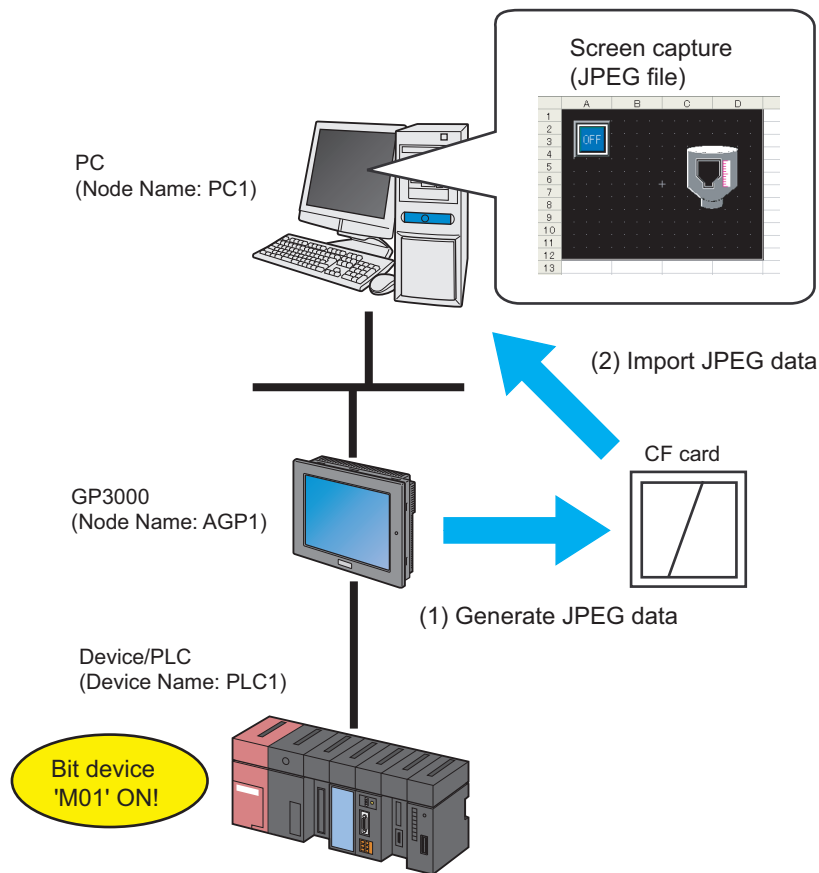 Screen capture
(JPEG file)
A B C D
1
2
3
4
5
6
7
8
9
10
11
12
13
OFF
PC
(Node Name: PC1)
(2) Import JPEG data
CF card
GP3000
(Node Name: AGP1)
(1) Generate JPEG data
Device/PLC
(Device Name: PLC1)
Bit device
'M01' ON!